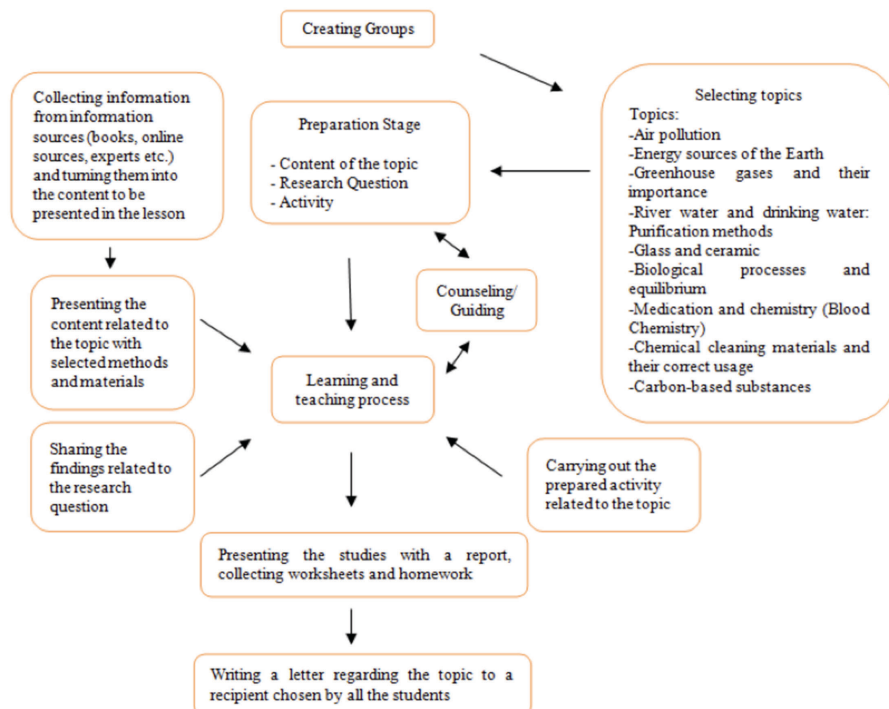 Creating Groups
Collecting information
from information
sources (books, online
sources, experts etc.)
and turning them into
the content to be
presented in the lesson
Preparation Stage
- Content of the topic
- Research Question
- Activity
Selecting topics
Topics:
-Air pollution
-Energy sources of the Earth
-Greenhouse gases and their
importance
-River water and drinking water:
Purification methods
-Glass and ceramic
-Biological processes and
equilibrium
-Medication and chemistry (Blood
Chemistry)
-Chemical cleaning materials and
their correct usage
-Carbon-based substances
Counseling/
Guiding
Presenting the
content related to
the topic with
selected methods
and materials
Learning and
teaching process
Sharing the
findings related to
the research
question
Carrying out the
prepared activity
related to the topic
Presenting the studies with a report,
collecting worksheets and homework
Writing a letter regarding the topic to a
recipient chosen by all the students